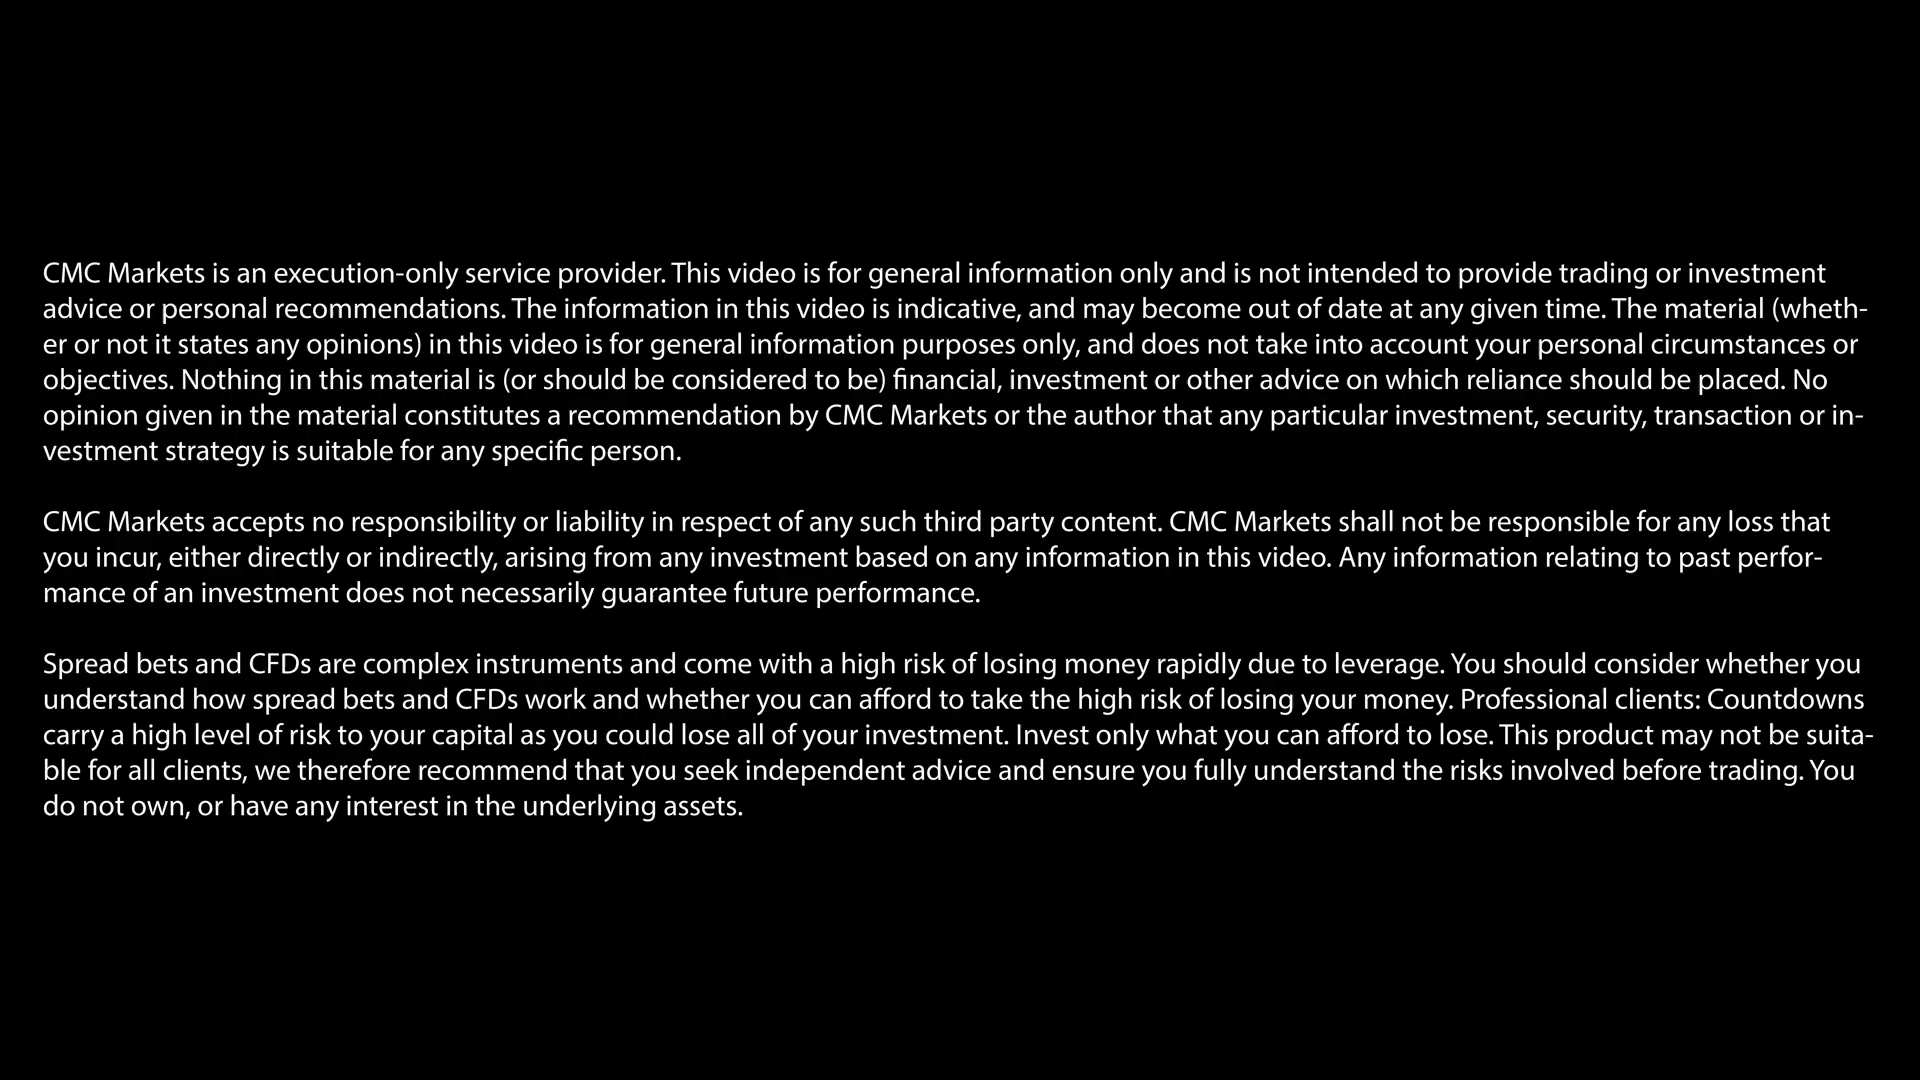 CMC Markets is an execution-only service provider. This video is for general information only and is not intended to provide trading or investment
advice or personal recommendations. The information in this video is indicative, and may become out of date at any given time. The material (wheth-
er or not it states any opinions) in this video is for general information purposes only, and does not take into account your personal circumstances or
objectives. Nothing in this material is (or should be considered to be) financial, investment or other advice on which reliance should be placed. No
opinion given in the material constitutes a recommendation by CMC Markets or the author that any particular investment, security, transaction or in-
vestment strategy is suitable for any specific person.
CMC Markets accepts no responsibility or liability in respect of any such third party content. CMC Markets shall not be responsible for any loss that
you incur, either directly or indirectly, arising from any investment based on any information in this video. Any information relating to past perfor-
mance of an investment does not necessarily guarantee future performance.
Spread bets and CFDs are complex instruments and come with a high risk of losing money rapidly due to leverage. You should consider whether you
understand how spread bets and CFDs work and whether you can afford to take the high risk of losing your money. Professional clients: Countdowns
carry a high level of risk to your capital as you could lose all of your investment. Invest only what you can afford to lose. This product may not be suita-
ble for all clients, we therefore recommend that you seek independent advice and ensure you fully understand the risks involved before trading. You
do not own, or have any interest in the underlying assets.